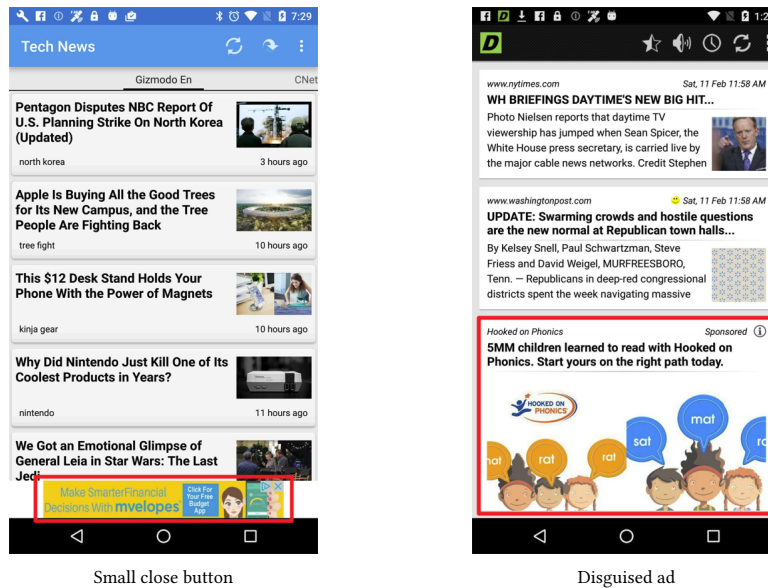 7:29
Tech News
Gizmodo En
CNet
Pentagon Disputes NBC Report Of
U.S. Planning Strike On North Korea
(Updated)
north korea
3 hours ago
Apple Is Buying All the Good Trees
for Its New Campus, and the Tree
People Are Fighting Back
tree fight
10 hours ago
This $12 Desk Stand Holds Your
Phone With the Power of Magnets
kinja gear
10 hours ago
Why Did Nintendo Just Kill One of Its
Coolest Products in Years?
nintendo
11 hours ago
We Got an Emotional Glimpse of
General Leia in Star Wars: The Last
Jedi
Make SmarterFinancial
Decisions With mvelopes
Click For
Your Free
Budget
App
Small close button
D
www.nytimes.com
Sat, 11 Feb 11:58 AM
WH BRIEFINGS DAYTIME'S NEW BIG HIT...
Photo Nielsen reports that daytime TV
viewership has jumped when Sean Spicer, the
White House press secretary, is carried live by
the major cable news networks. Credit Stephen
www.washingtonpost.com
Sat, 11 Feb 11:58 AM
UPDATE: Swarming crowds and hostile questions
are the new normal at Republican town halls...
By Kelsey Snell, Paul Schwartzman, Steve
Friess and David Weigel, MURFREESBORO,
Tenn. — Republicans in deep-red congressional
districts spent the week navigating massive
Hooked on Phonics
Sponsored
5MM children learned to read with Hooked on
Phonics. Start yours on the right path today.
HOOKED ON
PHONICS
mat
sat
rat
rat
Disguised ad